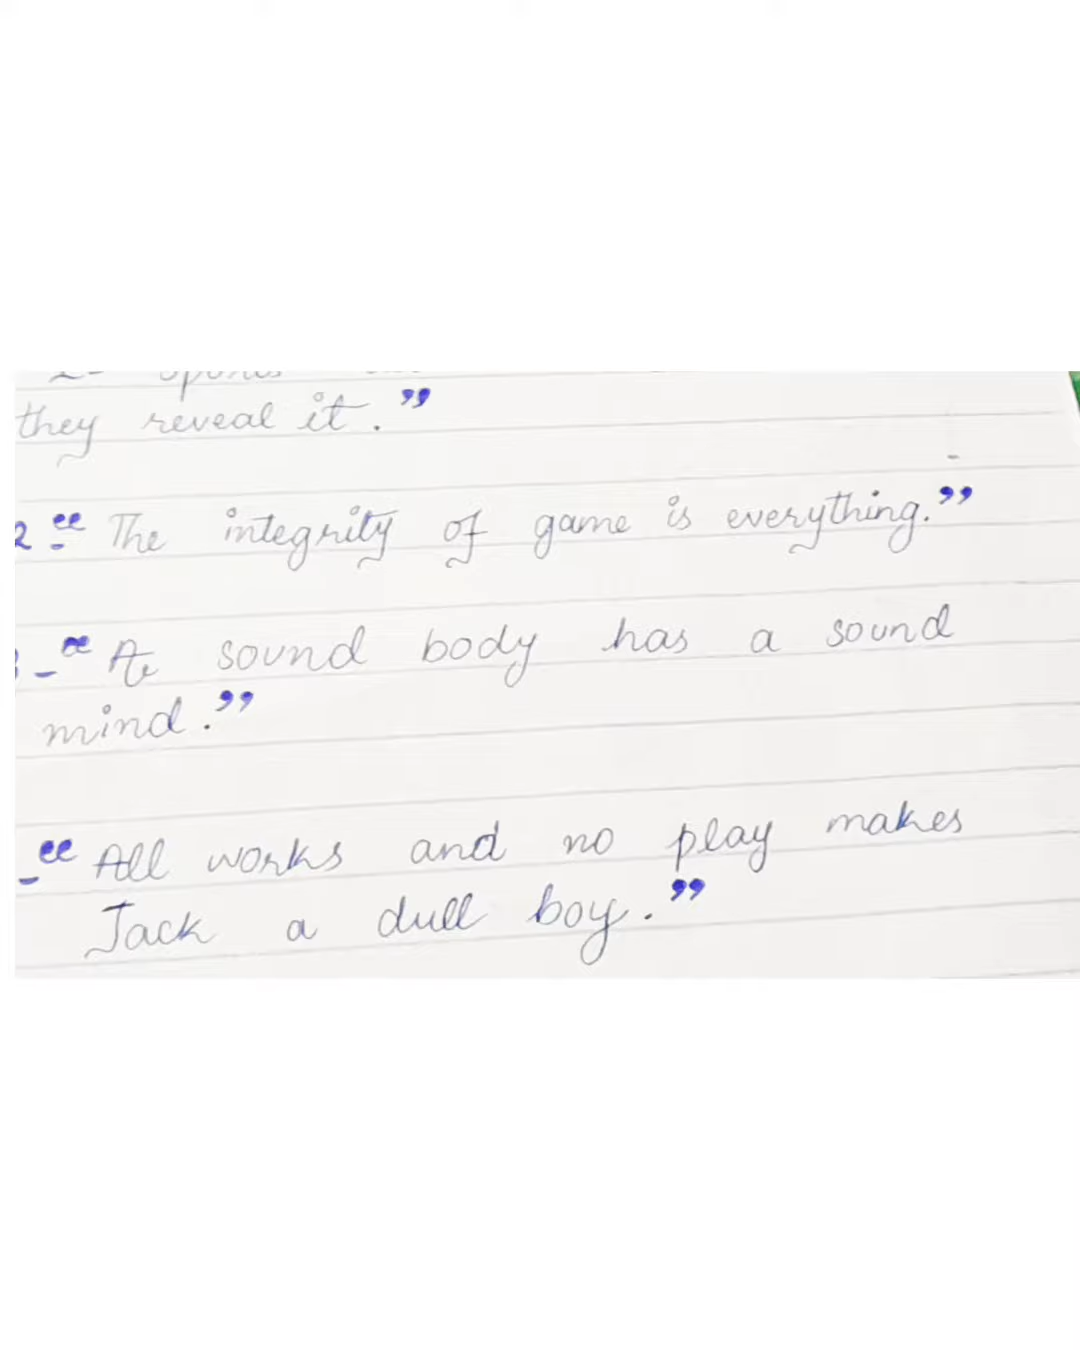 they reveal it.”
2 - “The integrity of game is everything.”
- “A sound body has a sound
mind.”
- “All works and no play makes
Jack a dull boy.”